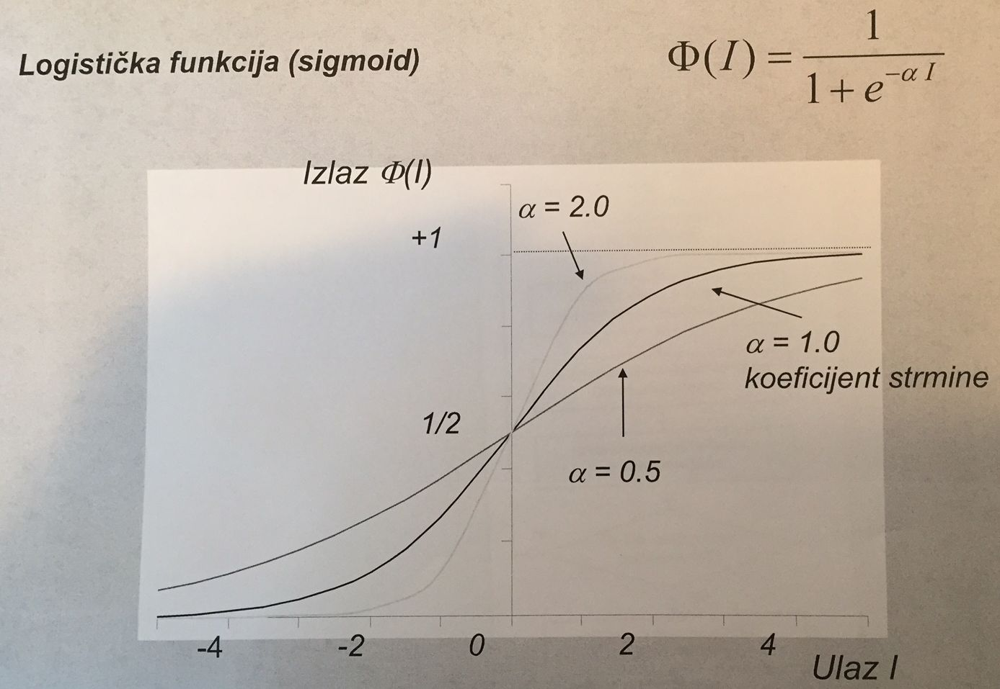 Logistička funkcija (sigmoid)
Φ(I) = 1 / (1 + e^{-α I})
Izlaz Φ(I)
α = 2.0
+1
α = 1.0
koeficijent strmine
1/2
α = 0.5
-4 -2 0 2 4
Ulaz I